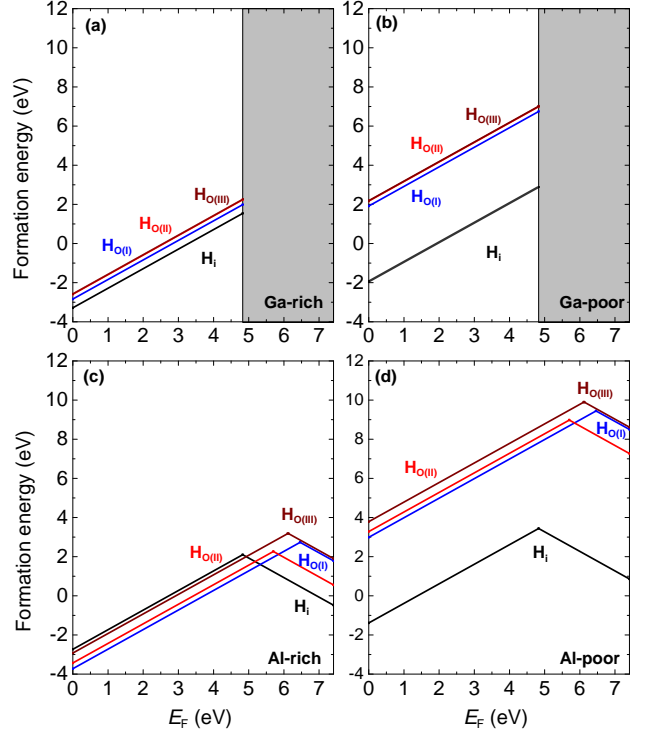 (a)
(b)
Formation energy (eV)
12
10
8
6
4
2
0
-2
-4
H_O(III)
H_O(II)
H_O(I)
H_i
Ga-rich
0 1 2 3 4 5 6 7
12
10
8
6
4
2
0
-2
-4
H_O(III)
H_O(II)
H_O(I)
H_i
Ga-poor
0 1 2 3 4 5 6 7
(c)
(d)
Formation energy (eV)
12
10
8
6
4
2
0
-2
-4
H_O(III)
H_O(II)
H_O(I)
H_i
Al-rich
0 1 2 3 4 5 6 7
E_F (eV)
12
10
8
6
4
2
0
-2
-4
H_O(III)
H_O(I)
H_O(II)
H_i
Al-poor
0 1 2 3 4 5 6 7
E_F (eV)